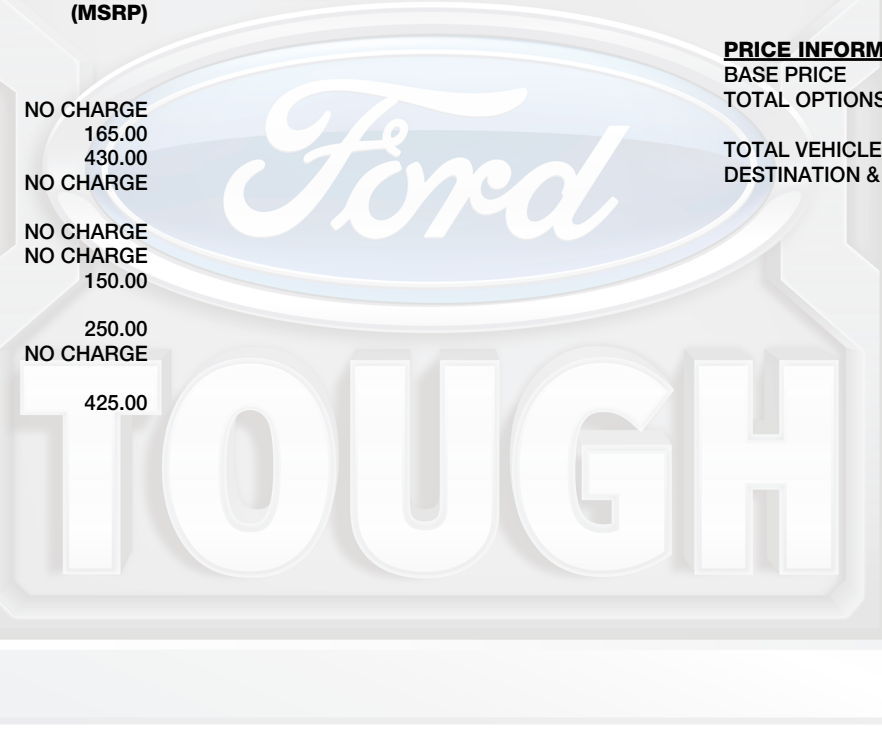 (MSRP)
NO CHARGE
165.00
430.00
NO CHARGE
NO CHARGE
NO CHARGE
150.00
250.00
NO CHARGE
425.00
PRICE INFORM
BASE PRICE
TOTAL OPTIONS
TOTAL VEHICLE
DESTINATION &
Ford
TOUGH